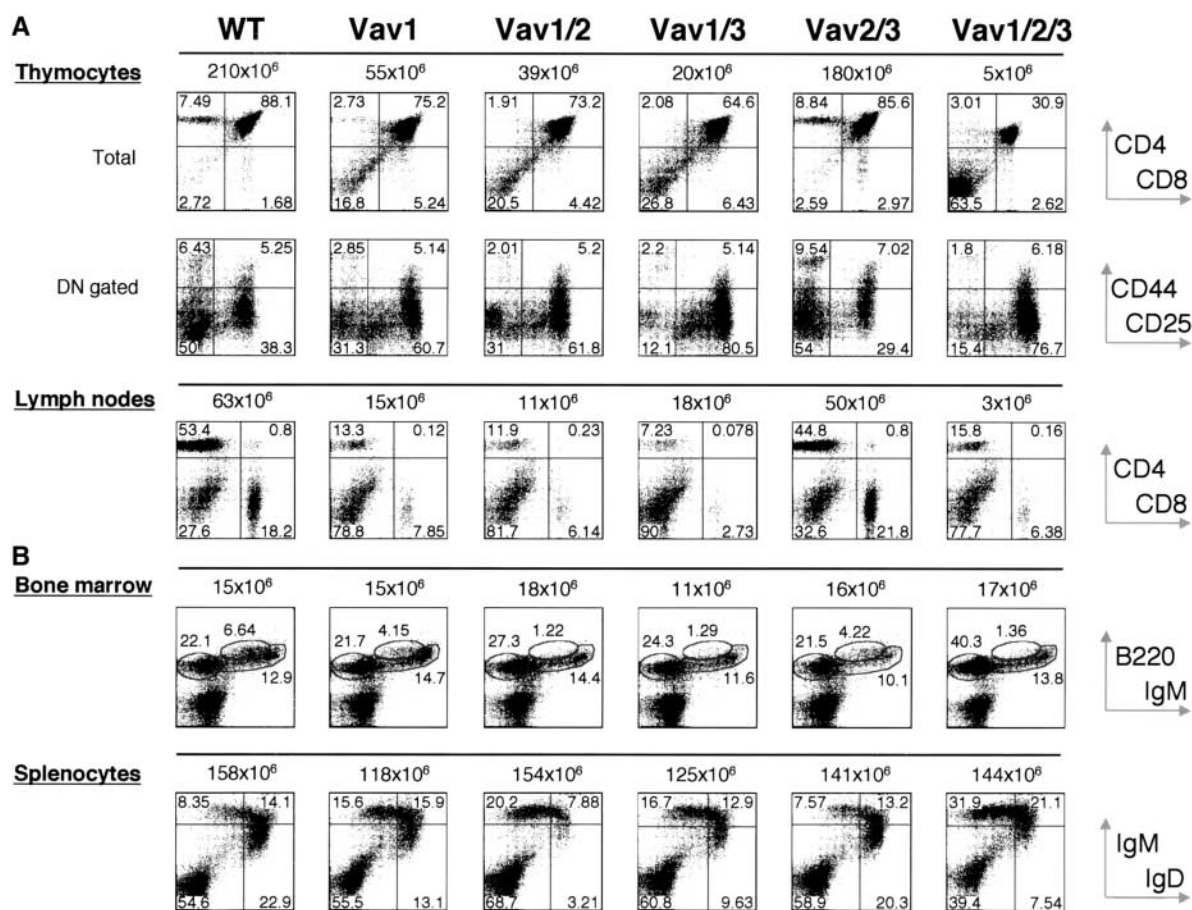 A
WT Vav1 Vav1/2 Vav1/3 Vav2/3 Vav1/2/3
Thymocytes
210x10⁶ 55x10⁶ 39x10⁶ 20x10⁶ 180x10⁶ 5x10⁶
Total
7.49 88.1 2.73 75.2 1.91 73.2 2.08 64.6 8.84 85.6 3.01 30.9
2.72 1.68 16.8 5.24 20.5 4.42 26.8 6.43 2.59 2.97 63.5 2.62
CD4
CD8
DN gated
6.43 5.25 2.85 5.14 2.01 5.2 2.2 5.14 9.54 7.02 1.8 6.18
50 38.3 31.3 60.7 31 61.8 12.1 80.5 54 29.4 15.4 76.7
CD44
CD25
Lymph nodes
63x10⁶ 15x10⁶ 11x10⁶ 18x10⁶ 50x10⁶ 3x10⁶
53.4 0.8 13.3 0.12 11.9 0.23 7.23 0.078 44.8 0.8 15.8 0.16
27.6 18.2 78.8 7.85 81.7 6.14 90 2.73 32.6 21.8 77.7 6.38
CD4
CD8
B
Bone marrow
15x10⁶ 15x10⁶ 18x10⁶ 11x10⁶ 16x10⁶ 17x10⁶
22.1 6.64 21.7 4.15 27.3 1.22 24.3 1.29 21.5 4.22 40.3 1.36
12.9 14.7 14.4 11.6 10.1 13.8
B220
IgM
Splenocytes
158x10⁶ 118x10⁶ 154x10⁶ 125x10⁶ 141x10⁶ 144x10⁶
8.35 14.1 15.6 15.9 20.2 7.88 16.7 12.9 7.57 13.2 31.9 21.1
54.6 22.9 55.5 13.1 68.7 3.21 60.8 9.63 58.9 20.3 39.4 7.54
IgM
IgD